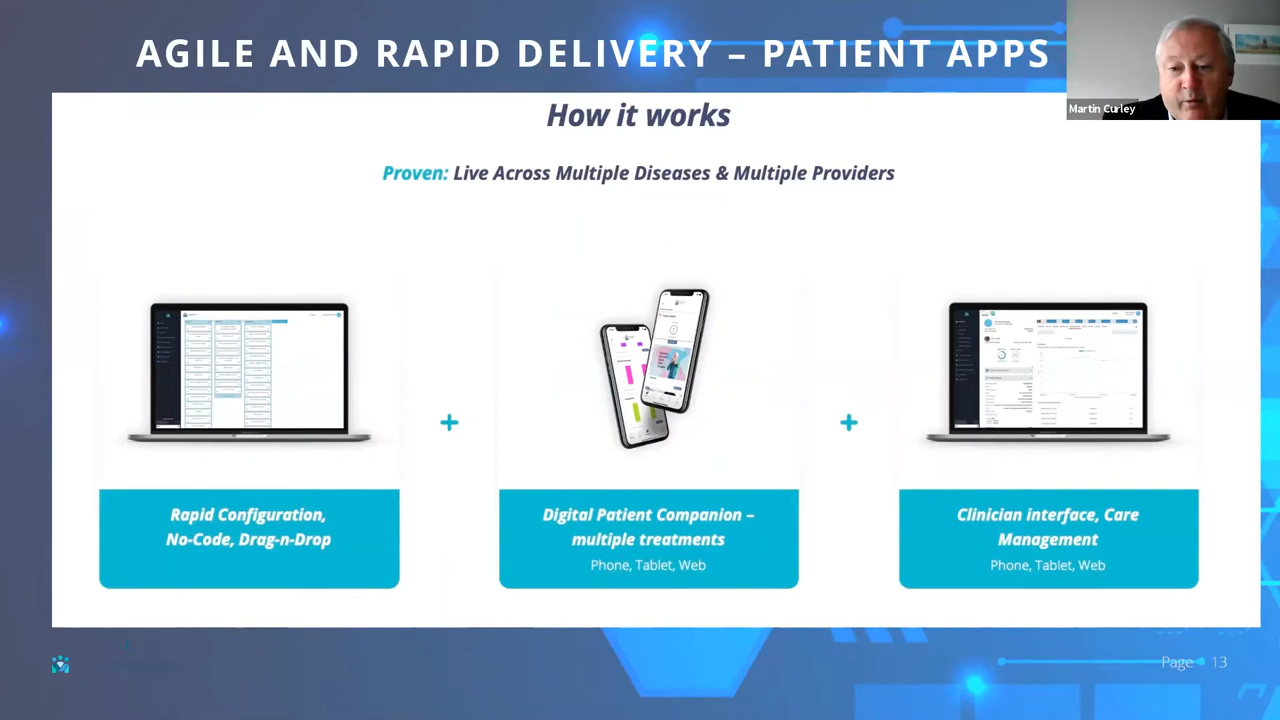 AGILE AND RAPID DELIVERY – PATIENT APPS
Martin Curley
How it works
Proven: Live Across Multiple Diseases & Multiple Providers
+
+
Rapid Configuration,
No-Code, Drag-n-Drop
Digital Patient Companion –
multiple treatments
Phone, Tablet, Web
Clinician interface, Care
Management
Phone, Tablet, Web
Page 13